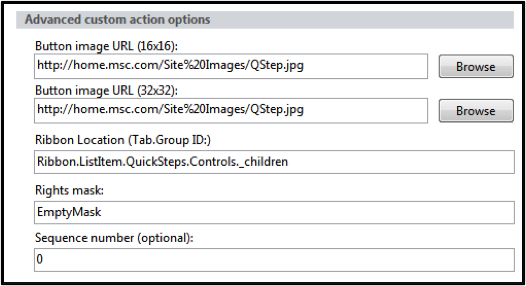 Advanced custom action options
Button image URL (16x16):
http://home.msc.com/Site%20Images/QStep.jpg
Browse
Button image URL (32x32):
http://home.msc.com/Site%20Images/QStep.jpg
Browse
Ribbon Location (Tab.Group ID:)
Ribbon.ListItem.QuickSteps.Controls._children
Rights mask:
EmptyMask
Sequence number (optional):
0